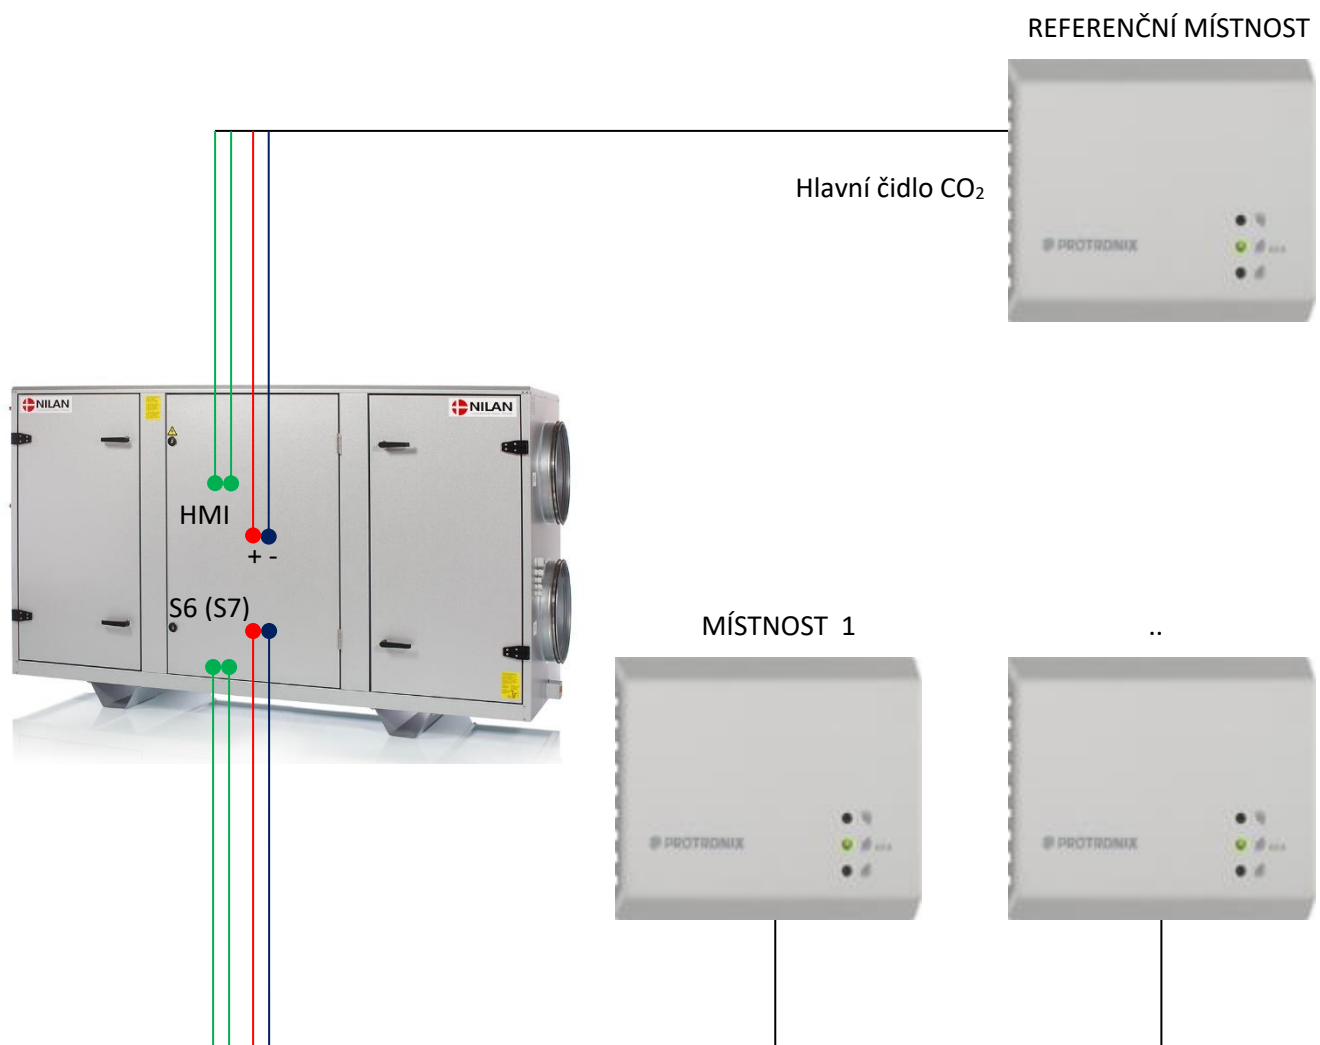 REFERENČNÍ MÍSTNOST
Hlavní čidlo CO₂
PROTRONIX
NILAN
NILAN
HMI
+ -
S6 (S7)
MÍSTNOST 1
..
PROTRONIX
PROTRONIX